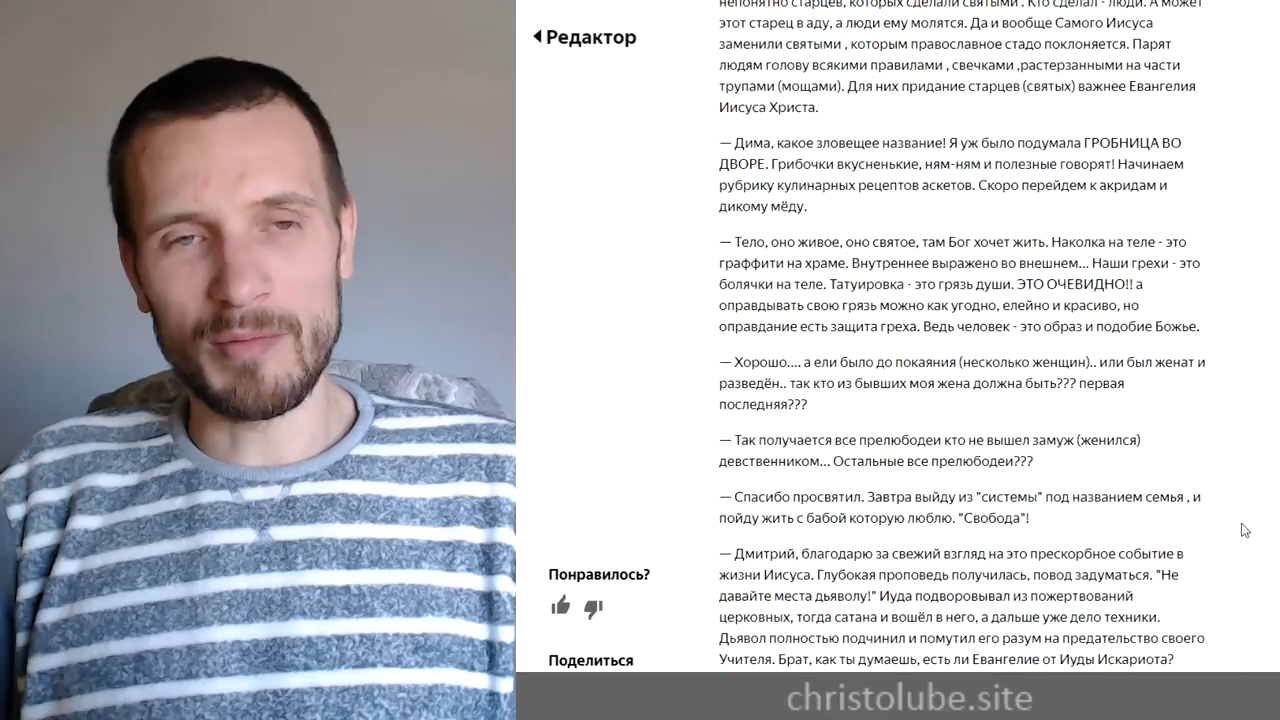 непонятно старцев, которых сделали святыми . Кто сделал - люди. А может
этот старец в аду, а люди ему молятся. Да и вообще Самого Иисуса
заменили святыми , которым православное стадо поклоняется. Парят
людям голову всякими правилами , свечками ,растерзанными на части
трупами (мощами). Для них придание старцев (святых) важнее Евангелия
Иисуса Христа.
— Дима, какое зловещее название! Я уж было подумала ГРОБНИЦА ВО
ДВОРЕ. Грибочки вкусненькие, ням-ням и полезные говорят! Начинаем
рубрику кулинарных рецептов аскетов. Скоро перейдем к акридам и
дикому мёду.
— Тело, оно живое, оно святое, там Бог хочет жить. Наколка на теле - это
граффити на храме. Внутреннее выражено во внешнем... Наши грехи - это
болячки на теле. Татуировка - это грязь души. ЭТО ОЧЕВИДНО!! а
оправдывать свою грязь можно как угодно, елейно и красиво, но
оправдание есть защита греха. Ведь человек - это образ и подобие Божье.
— Хорошо.... а ели было до покаяния (несколько женщин).. или был женат и
разведён.. так кто из бывших моя жена должна быть??? первая
последняя???
— Так получается все прелюбодеи кто не вышел замуж (женился)
девственником... Остальные все прелюбодеи???
— Спасибо просвятил. Завтра выйду из "системы" под названием семья , и
пойду жить с бабой которую люблю. "Свобода"!
— Дмитрий, благодарю за свежий взгляд на это прескорбное событие в
жизни Иисуса. Глубокая проповедь получилась, повод задуматься. "Не
давайте места дьяволу!" Иуда подворовывал из пожертвований
церковных, тогда сатана и вошёл в него, а дальше уже дело техники.
Дьявол полностью подчинил и помутил его разум на предательство своего
Учителя. Брат, как ты думаешь, есть ли Евангелие от Иуды Искариота?
Редактор
Понравилось?
Поделиться
christolube.site